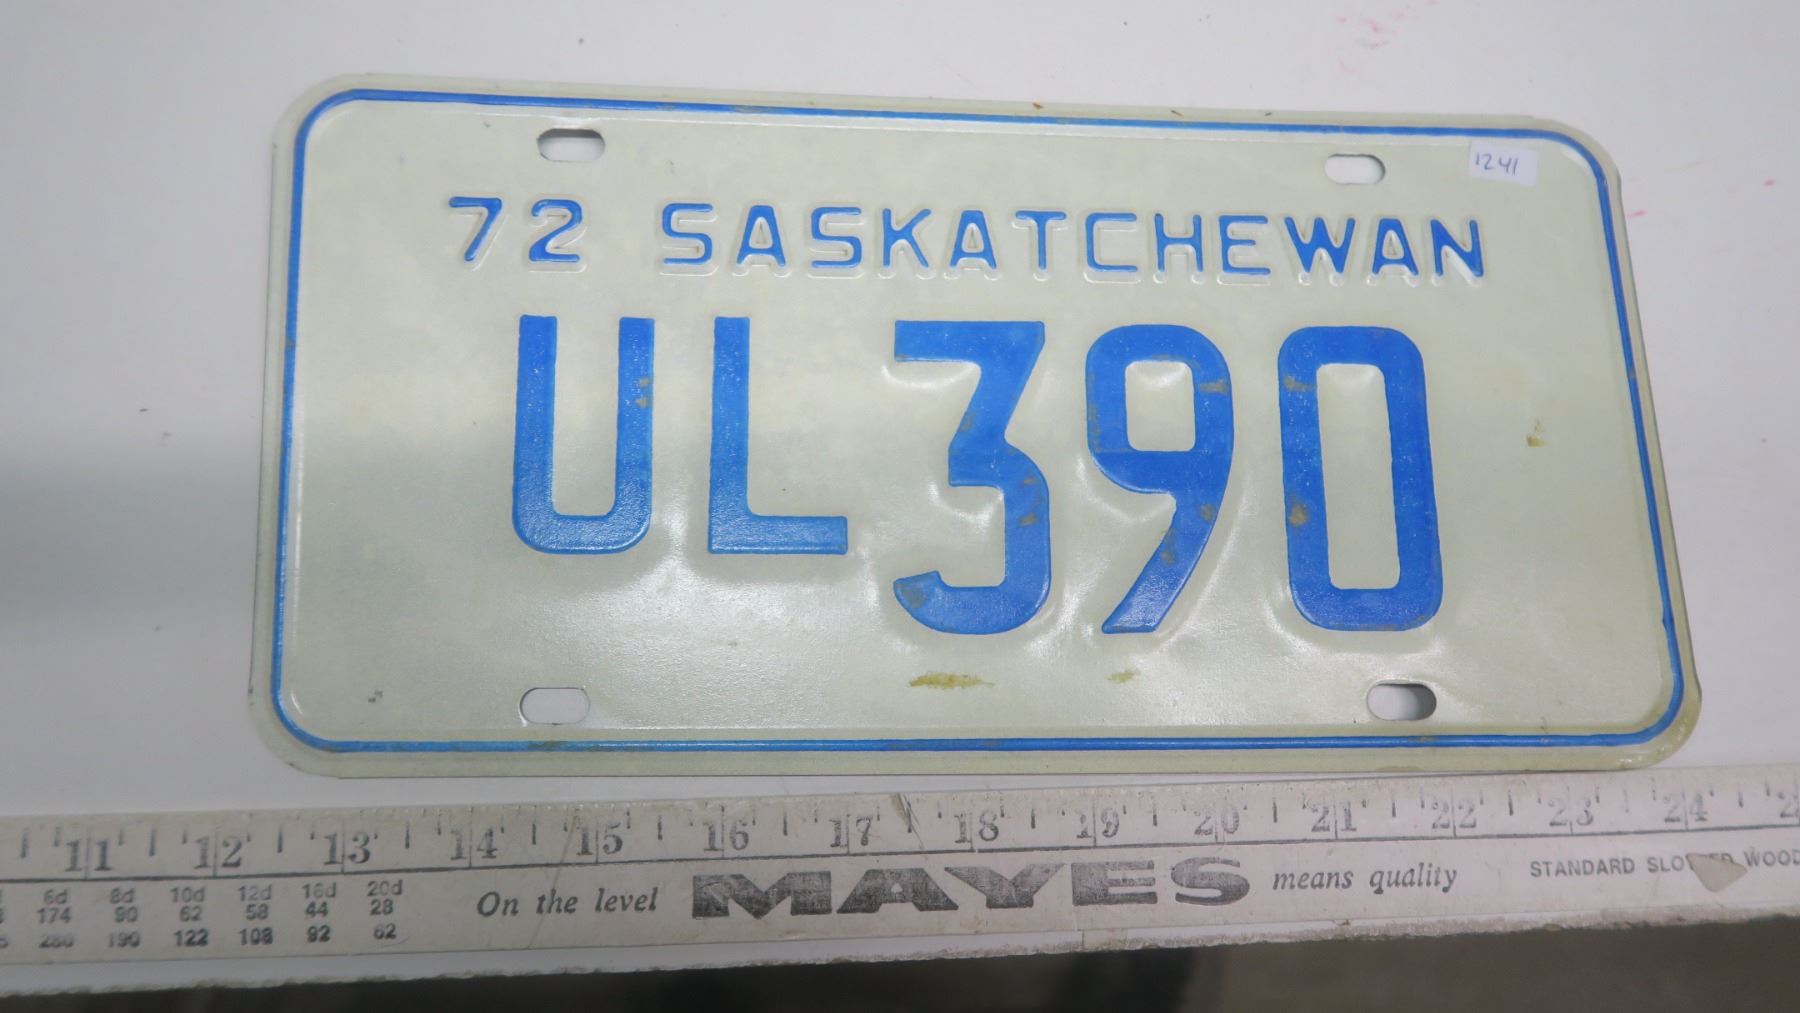 1241
72 SASKATCHEWAN
UL390
11 12 13 14 15 16 17 18 19 20 21 22 23 24
6d 8d 10d 12d 16d 20d
174 90 62 58 44 28
280 190 122 108 92 62
On the level MAYES means quality STANDARD WOOD